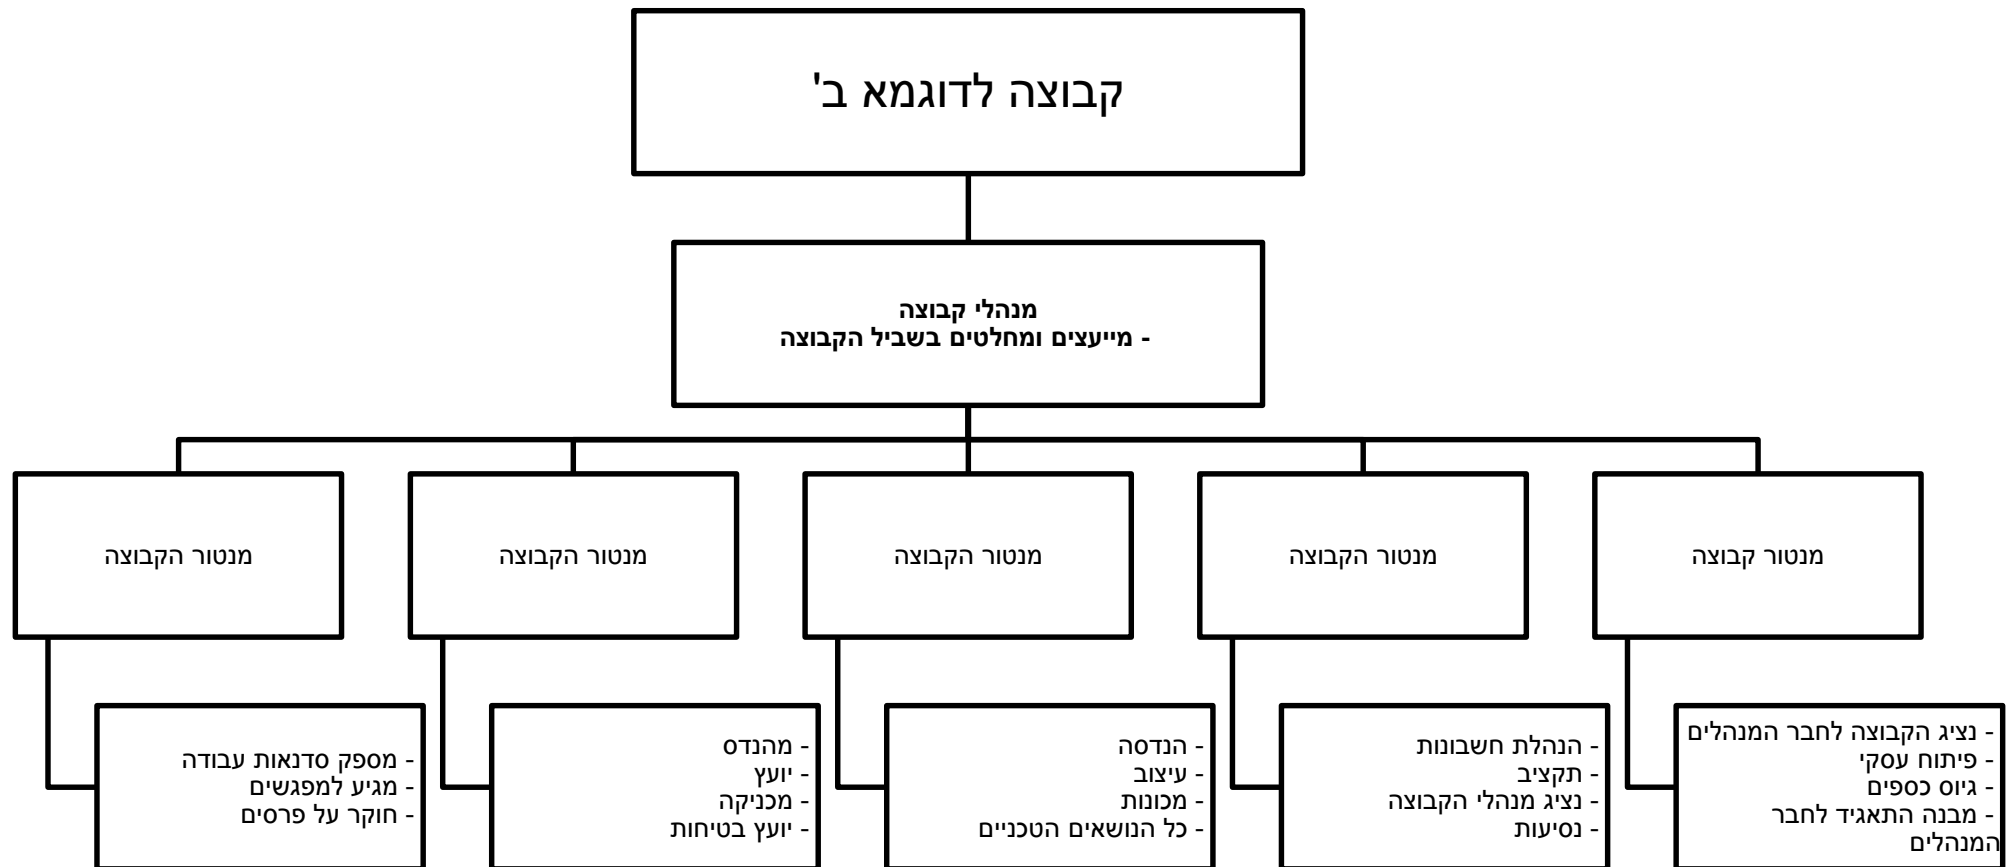 קבוצה לדוגמא ב'
מנהלי קבוצה
- מייעצים ומחלטים בשביל הקבוצה
מנטור קבוצה
מנטור הקבוצה
מנטור הקבוצה
מנטור הקבוצה
מנטור הקבוצה
- נציג הקבוצה לחבר המנהלים
- פיתוח עסקי
- גיוס כספים
- מבנה התאגיד לחבר
המנהלים
- הנהלת חשבונות
- תקציב
- נציג מנהלי הקבוצה
- נסיעות
- הנדסה
- עיצוב
- מכונות
- כל הנושאים הטכניים
- מהנדס
- יועץ
- מכניקה
- יועץ בטיחות
- מספק סדנאות עבודה
- מגיע למפגשים
- חוקר על פרסים